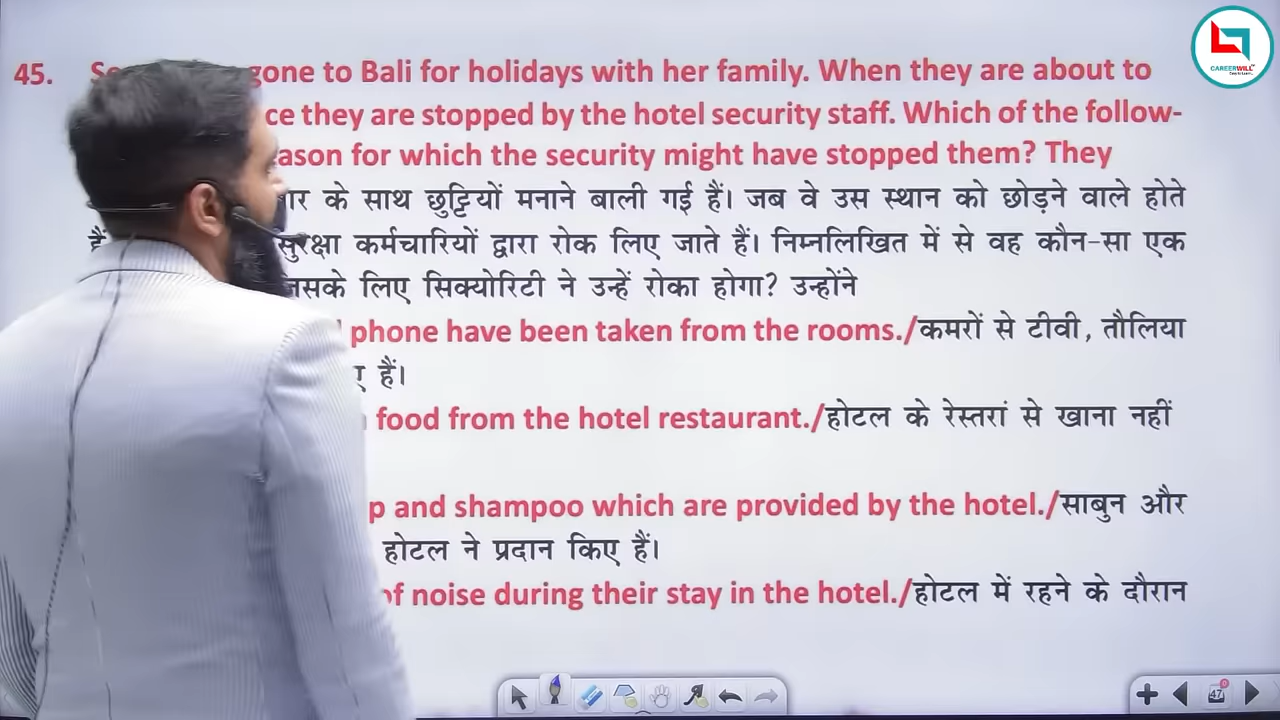 CAREERWILL
45. gone to Bali for holidays with her family. When they are about to
they are stopped by the hotel security staff. Which of the follow-
for which the security might have stopped them? They
के साथ छुट्टियों मनाने बाली गई हैं। जब वे उस स्थान को छोड़ने वाले होते
हैं सुरक्षा कर्मचारियों द्वारा रोक लिए जाते हैं। निम्नलिखित में से वह कौन-सा एक
के लिए सिक्योरिटी ने उन्हें रोका होगा? उन्होंने
phone have been taken from the rooms./कमरों से टीवी, तौलिया
हैं।
food from the hotel restaurant./होटल के रेस्तरां से खाना नहीं
and shampoo which are provided by the hotel./साबुन और
होटल ने प्रदान किए हैं।
of noise during their stay in the hotel./होटल में रहने के दौरान
47